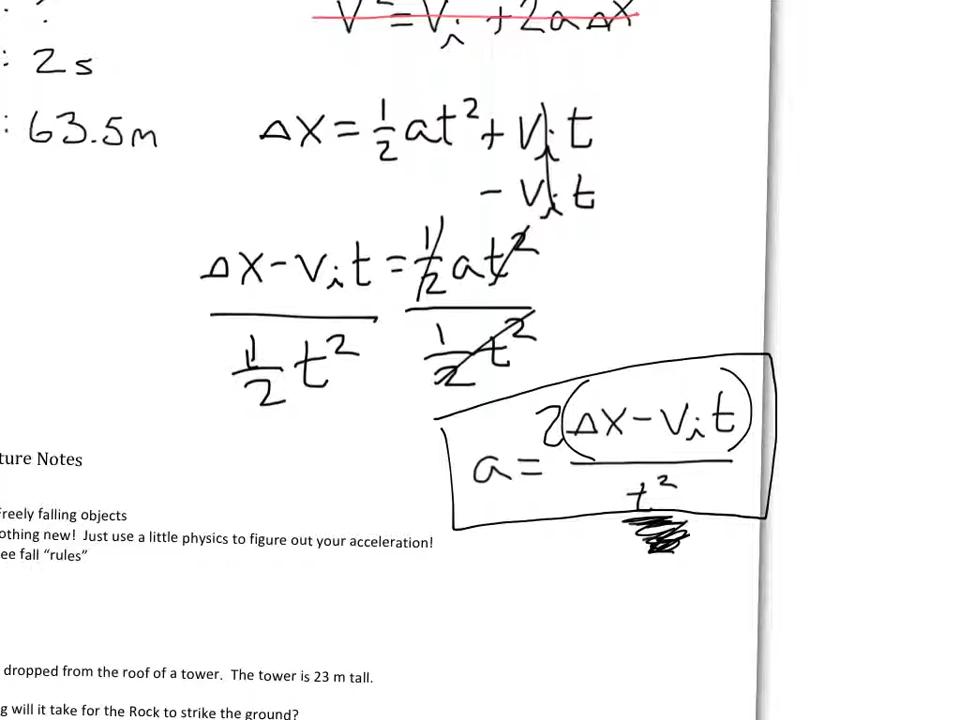 : ?
V² = Vᵢ + 2aΔX
: 2s
: 63.5m
ΔX = ½at² + Vᵢt
- Vᵢt
ΔX - Vᵢt = ½at²
½t² ½t²
a = 2(ΔX - Vᵢt)
t²
ture Notes
reely falling objects
othing new! Just use a little physics to figure out your acceleration!
ee fall “rules”
dropped from the roof of a tower. The tower is 23 m tall.
g will it take for the Rock to strike the ground?